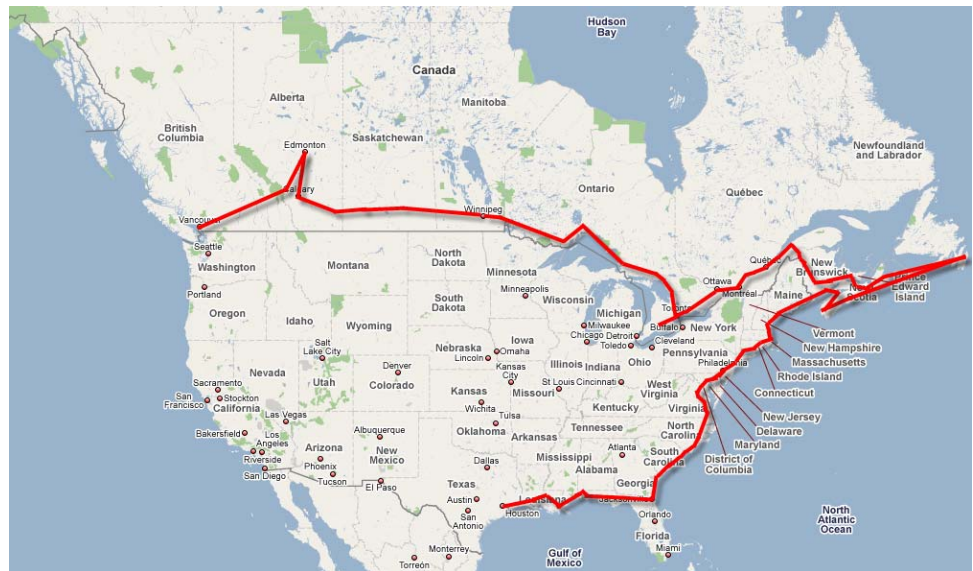 Hudson
Bay
Canada
Alberta
Manitoba
British
Columbia
Edmonton
Saskatchewan
Newfoundland
and Labrador
Ontario
Québec
Calgary
Winnipeg
Vancouver
Seattle
Washington
Montana
North
Dakota
Minnesota
Minneapolis
Québec
Ottawa
Montréal
New
Brunswick
Maine
Nova
Scotia
Prince
Edward
Island
Portland
Oregon
Idaho
Wyoming
South
Dakota
Wisconsin
Michigan
Milwaukee
Chicago
Detroit
Toledo
Toronto
Buffalo
Cleveland
New York
Vermont
New Hampshire
Massachusetts
Rhode Island
Connecticut
New Jersey
Delaware
Maryland
District of
Columbia
Salt
Lake City
Nebraska
Lincoln
Omaha
Iowa
Illinois
Indiana
Ohio
Pennsylvania
Philadelphia
Nevada
Utah
Denver
Colorado
Kansas
City
Kansas
Missouri
St Louis
Cincinnati
West
Virginia
Virginia
Sacramento
Stockton
San
Francisco
California
Las Vegas
Wichita
Tulsa
Kentucky
Bakersfield
Los
Angeles
Riverside
San Diego
Arizona
Phoenix
Tucson
Albuquerque
New
Mexico
El Paso
Oklahoma
Arkansas
Tennessee
North
Carolina
South
Carolina
Atlanta
Mississippi
Alabama
Georgia
Dallas
Texas
Austin
San
Antonio
Houston
Louisiana
Jacksonville
Orlando
Florida
Miami
Monterrey
Torreón
Gulf of
Mexico
North
Atlantic
Ocean